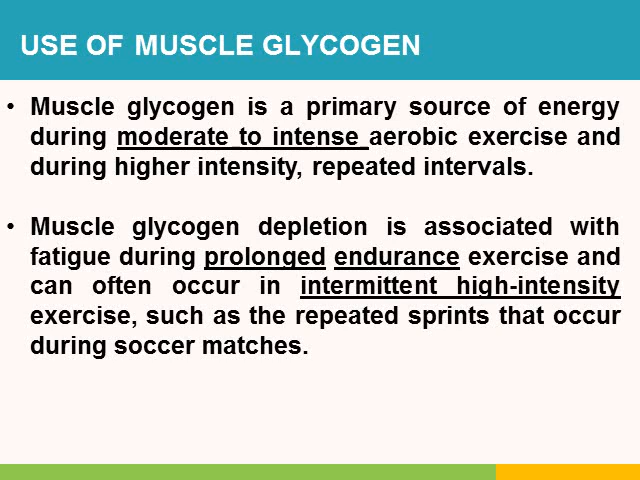 USE OF MUSCLE GLYCOGEN
• Muscle glycogen is a primary source of energy
during moderate to intense aerobic exercise and
during higher intensity, repeated intervals.
• Muscle glycogen depletion is associated with
fatigue during prolonged endurance exercise and
can often occur in intermittent high-intensity
exercise, such as the repeated sprints that occur
during soccer matches.